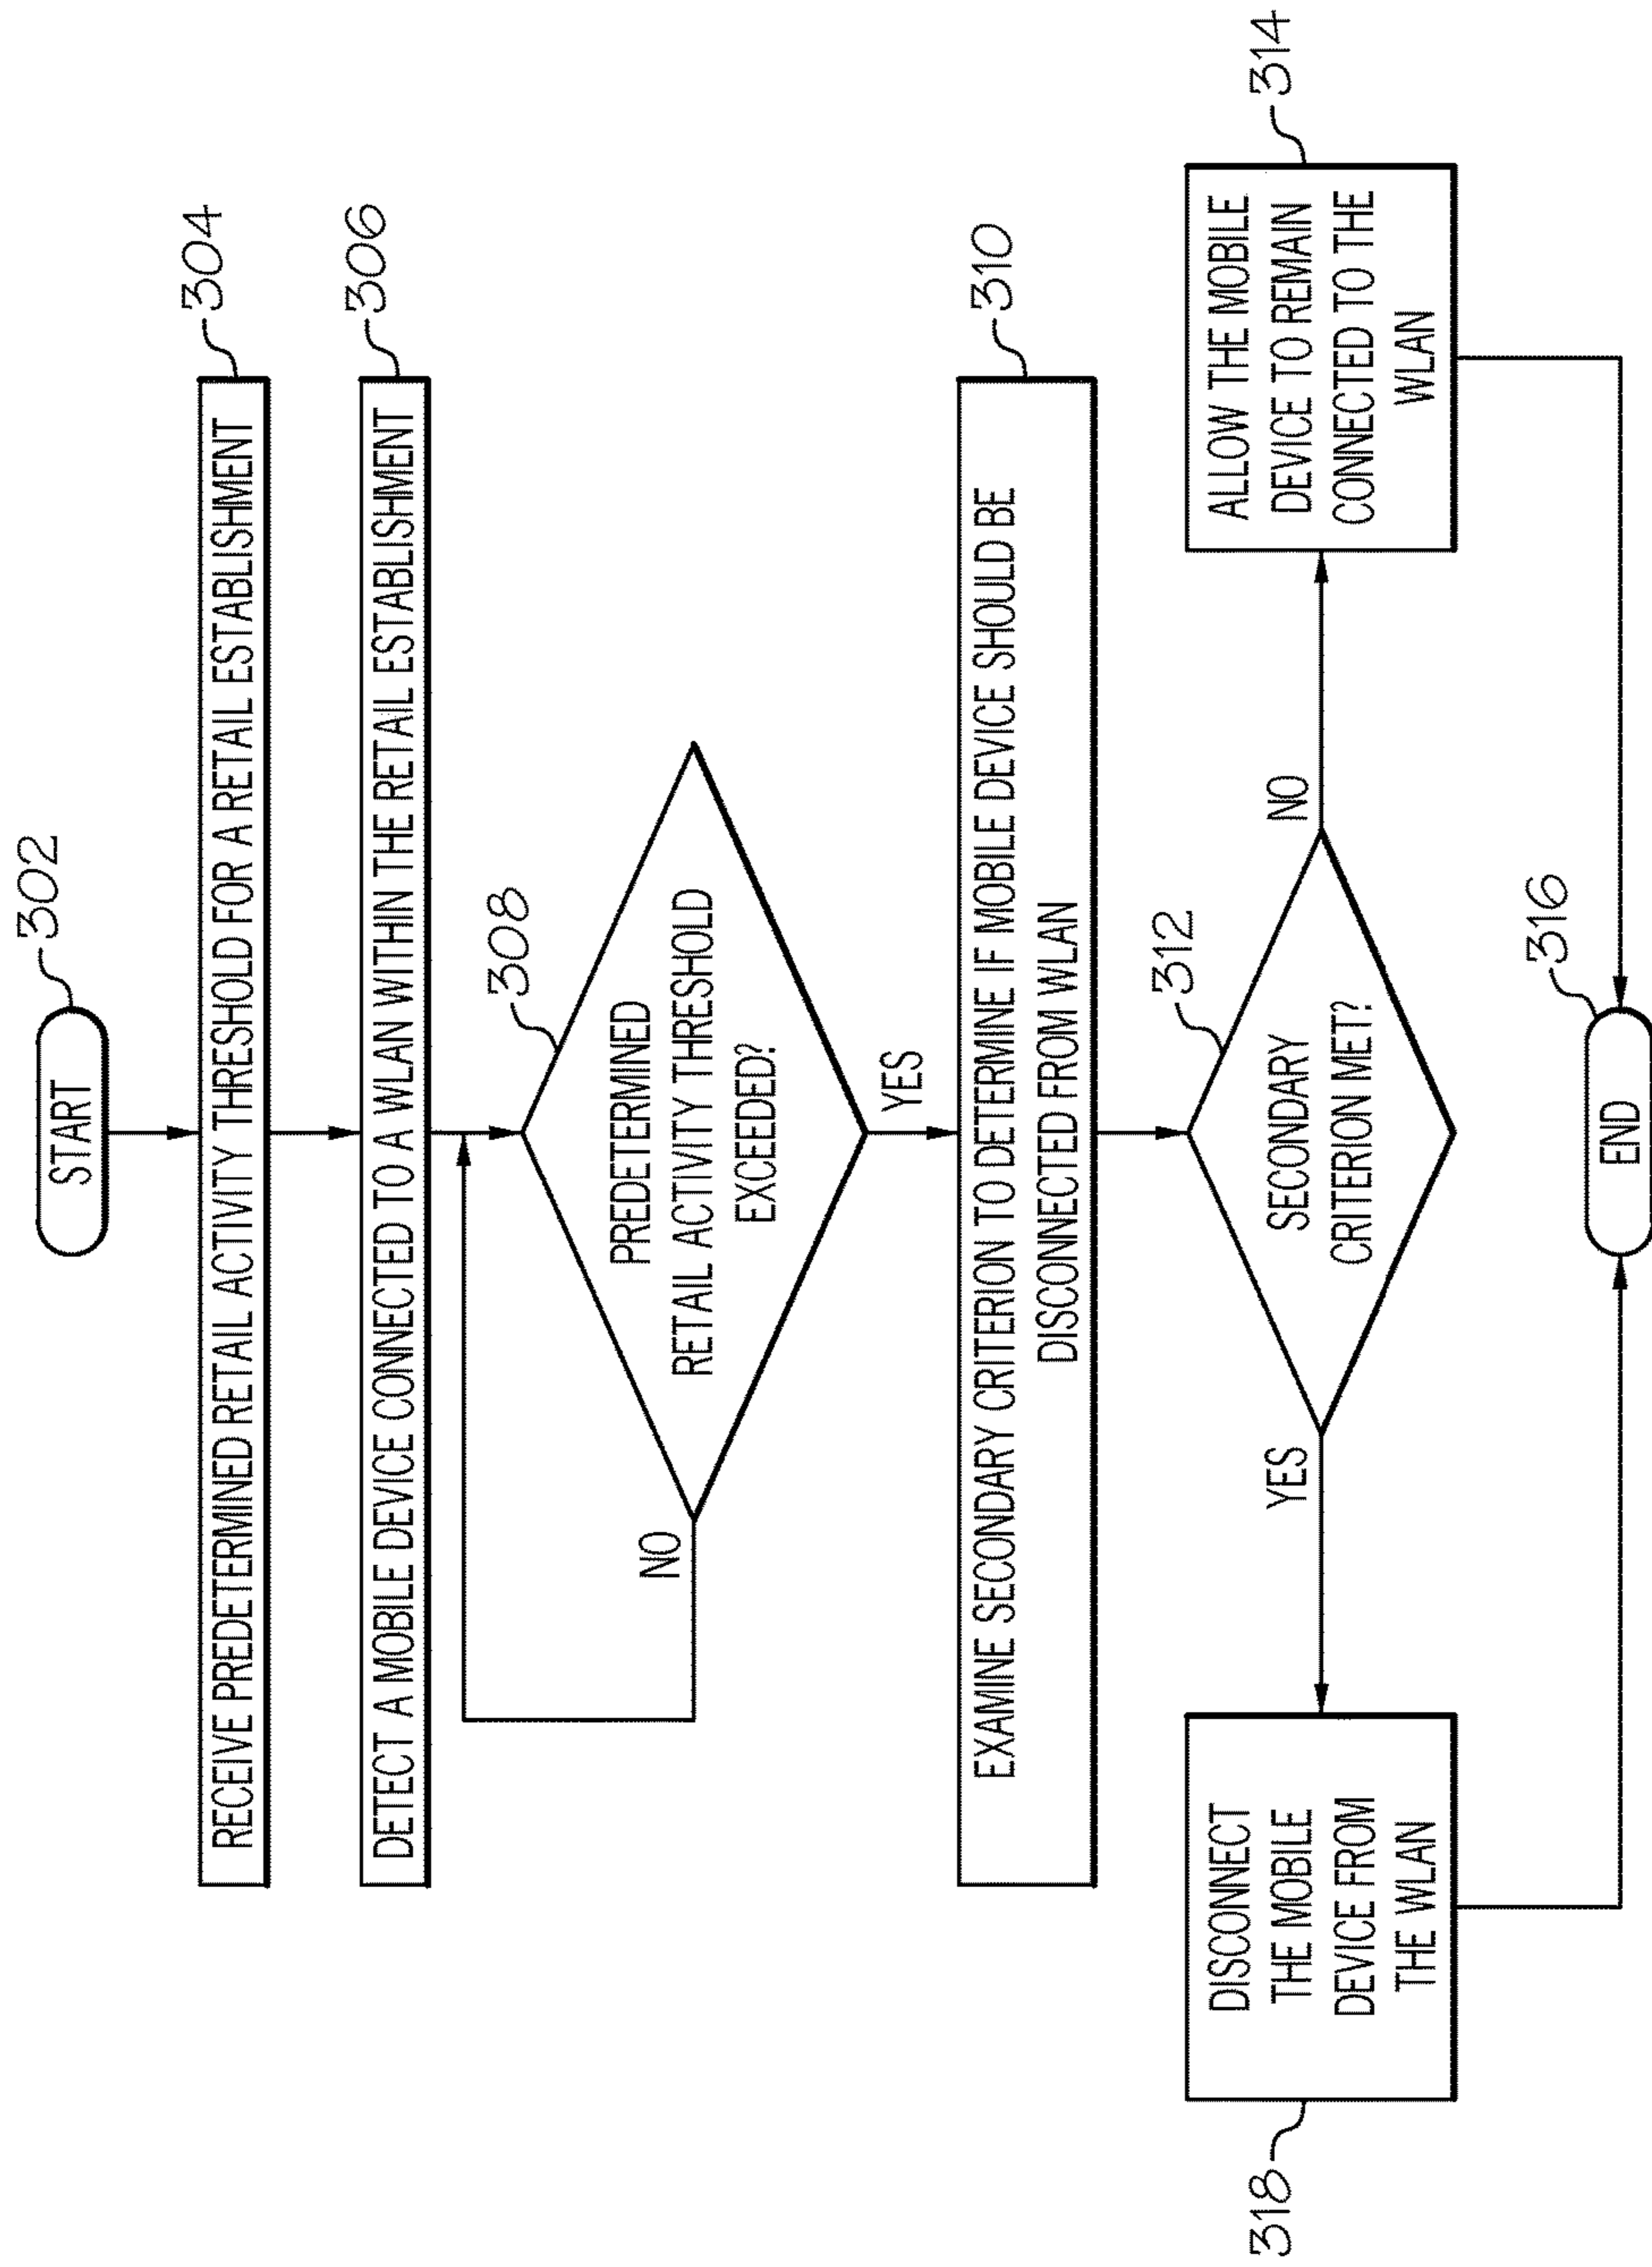 302
START
304
RECEIVE PREDETERMINED RETAIL ACTIVITY THRESHOLD FOR A RETAIL ESTABLISHMENT
306
DETECT A MOBILE DEVICE CONNECTED TO A WLAN WITHIN THE RETAIL ESTABLISHMENT
308
PREDETERMINED
RETAIL ACTIVITY THRESHOLD
EXCEEDED?
NO
YES
310
EXAMINE SECONDARY CRITERION TO DETERMINE IF MOBILE DEVICE SHOULD BE
DISCONNECTED FROM WLAN
312
SECONDARY
CRITERION MET?
YES
NO
318
DISCONNECT
THE MOBILE
DEVICE FROM
THE WLAN
314
ALLOW THE MOBILE
DEVICE TO REMAIN
CONNECTED TO THE
WLAN
316
END